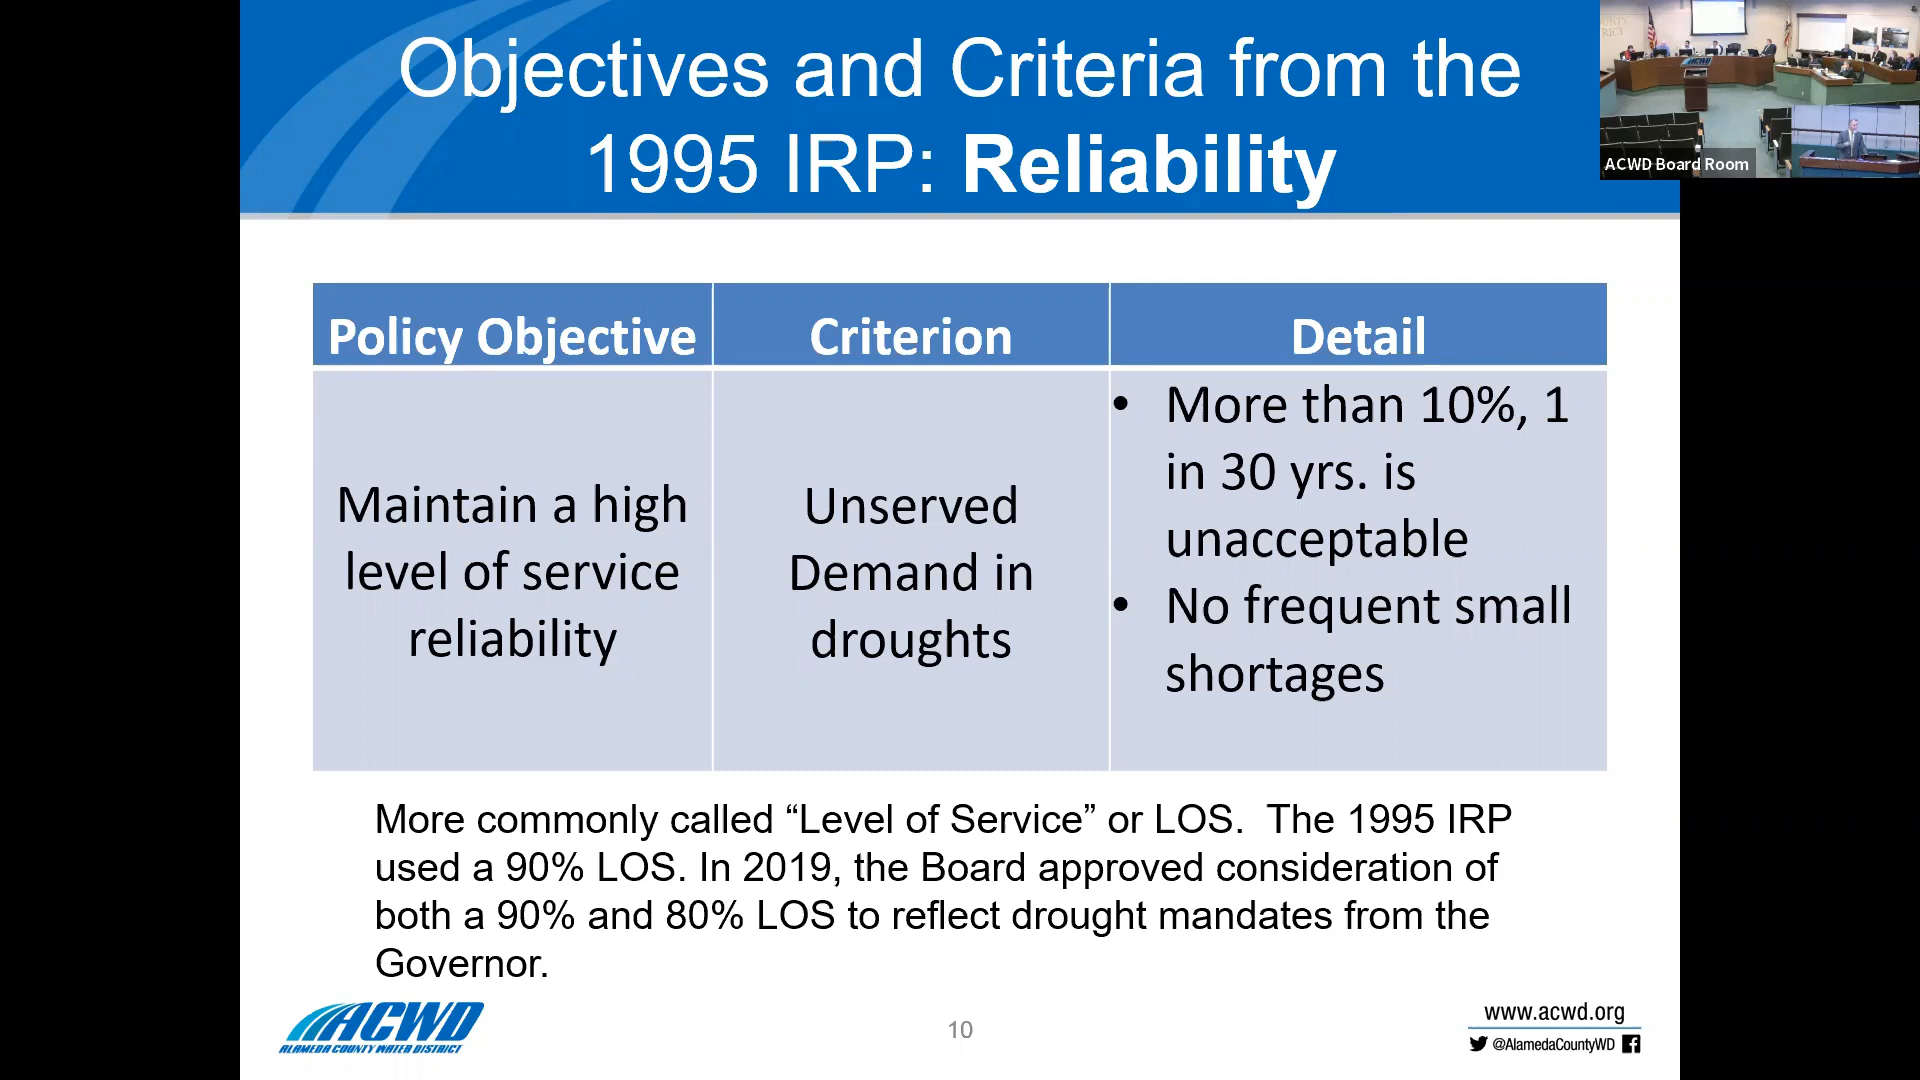 Objectives and Criteria from the
1995 IRP: Reliability
ACWD Board Room
Policy Objective
Criterion
Detail
Maintain a high
level of service
reliability
Unserved
Demand in
droughts
• More than 10%, 1
in 30 yrs. is
unacceptable
• No frequent small
shortages
More commonly called “Level of Service” or LOS.  The 1995 IRP
used a 90% LOS. In 2019, the Board approved consideration of
both a 90% and 80% LOS to reflect drought mandates from the
Governor.
ACWD
ALAMEDA COUNTY WATER DISTRICT
10
www.acwd.org
@AlamedaCountyWD